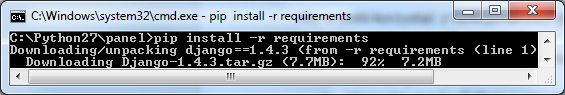 C:\Windows\system32\cmd.exe - pip install -r requirements
C:\Python27\panel>pip install -r requirements
Downloading/unpacking django==1.4.3 (from -r requirements (line 1)
Downloading Django-1.4.3.tar.gz (7.7MB): 92% 7.2MB